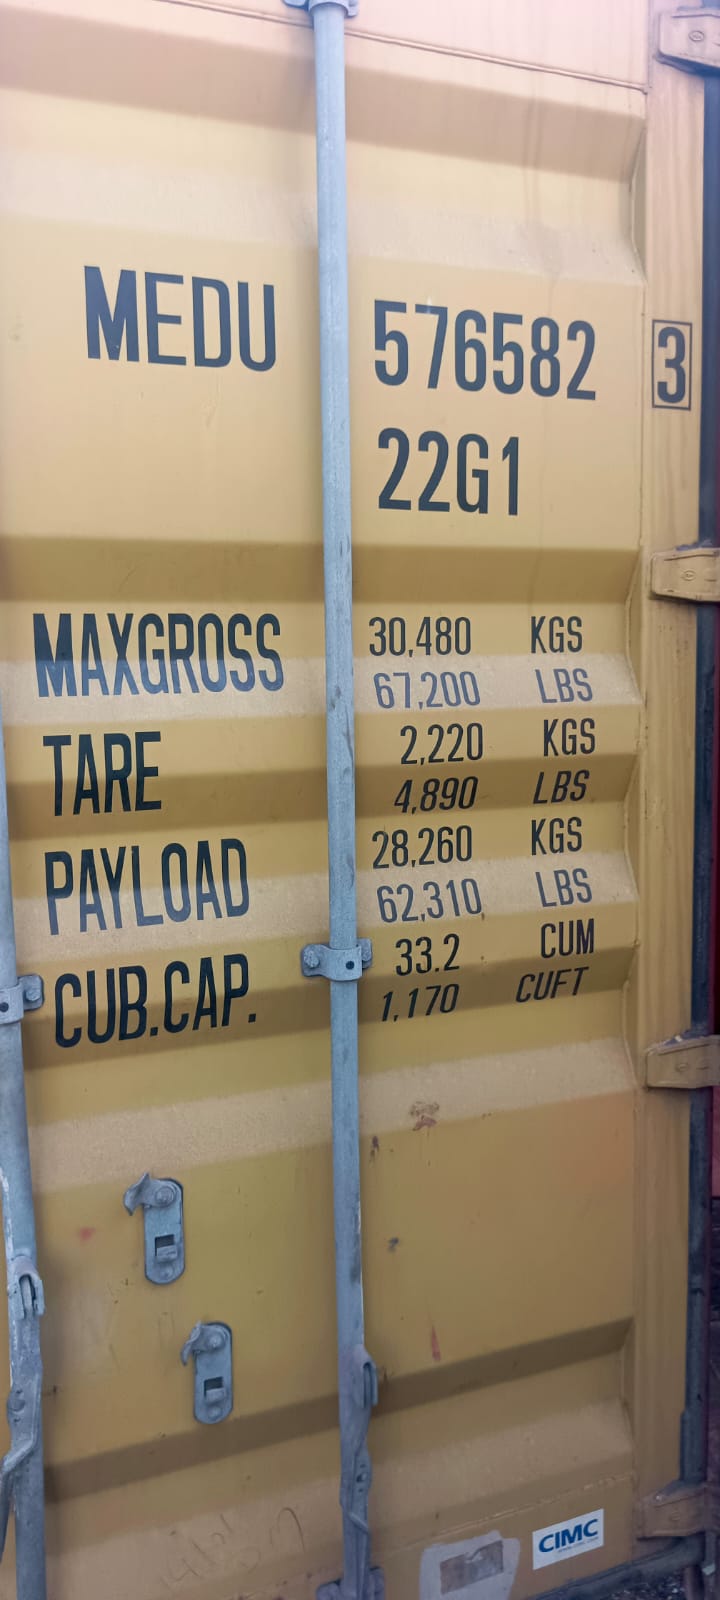 MEDU 576582 3
22G1
MAXGROSS 30,480 KGS
67,200 LBS
TARE 2,220 KGS
4,890 LBS
PAYLOAD 28,260 KGS
62,310 LBS
CUB.CAP. 33.2 CUM
1,170 CUFT
CIMC